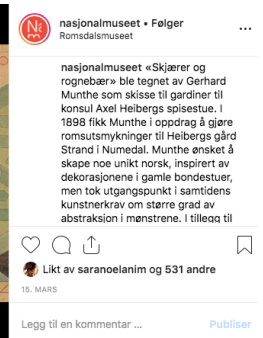 nasjonalmuseet • Følger
Romsdalsmuseet
nasjonalmuseet «Skjærer og
rognebær» ble tegnet av Gerhard
Munthe som skisse til gardiner til
konsul Axel Heibergs spisestue. I
1898 fikk Munthe i oppdrag å gjøre
romsutsmykninger til Heibergs gård
Strand i Numedal. Munthe ønsket å
skape noe unikt norsk, inspirert av
dekorasjonene i gamle bondestuer,
men tok utgangspunkt i samtidens
kunstnerkrav om større grad av
abstraksjon i mønstrene. I tillegg til
Likt av saranoelanim og 531 andre
15. MARS
Legg til en kommentar ...
Publiser